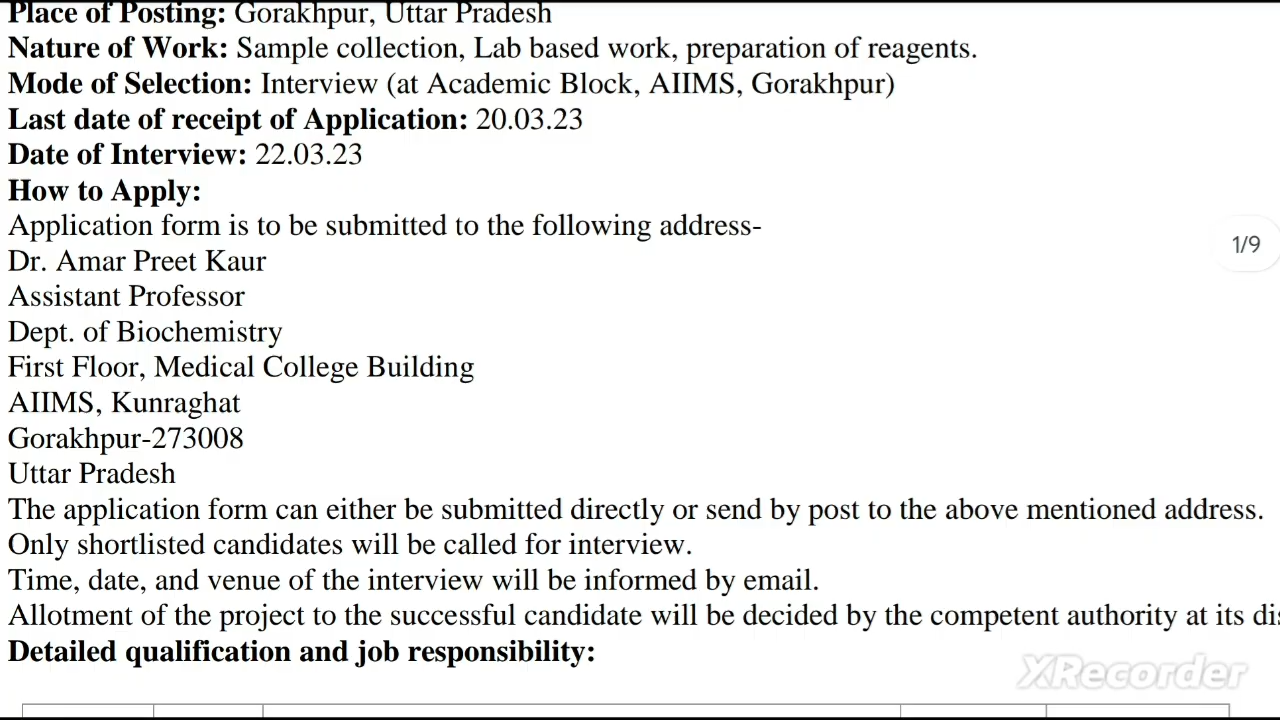 Place of Posting: Gorakhpur, Uttar Pradesh
Nature of Work: Sample collection, Lab based work, preparation of reagents.
Mode of Selection: Interview (at Academic Block, AIIMS, Gorakhpur)
Last date of receipt of Application: 20.03.23
Date of Interview: 22.03.23
How to Apply:
Application form is to be submitted to the following address-
1/9
Dr. Amar Preet Kaur
Assistant Professor
Dept. of Biochemistry
First Floor, Medical College Building
AIIMS, Kunraghat
Gorakhpur-273008
Uttar Pradesh
The application form can either be submitted directly or send by post to the above mentioned address.
Only shortlisted candidates will be called for interview.
Time, date, and venue of the interview will be informed by email.
Allotment of the project to the successful candidate will be decided by the competent authority at its
Detailed qualification and job responsibility:
XRecorder